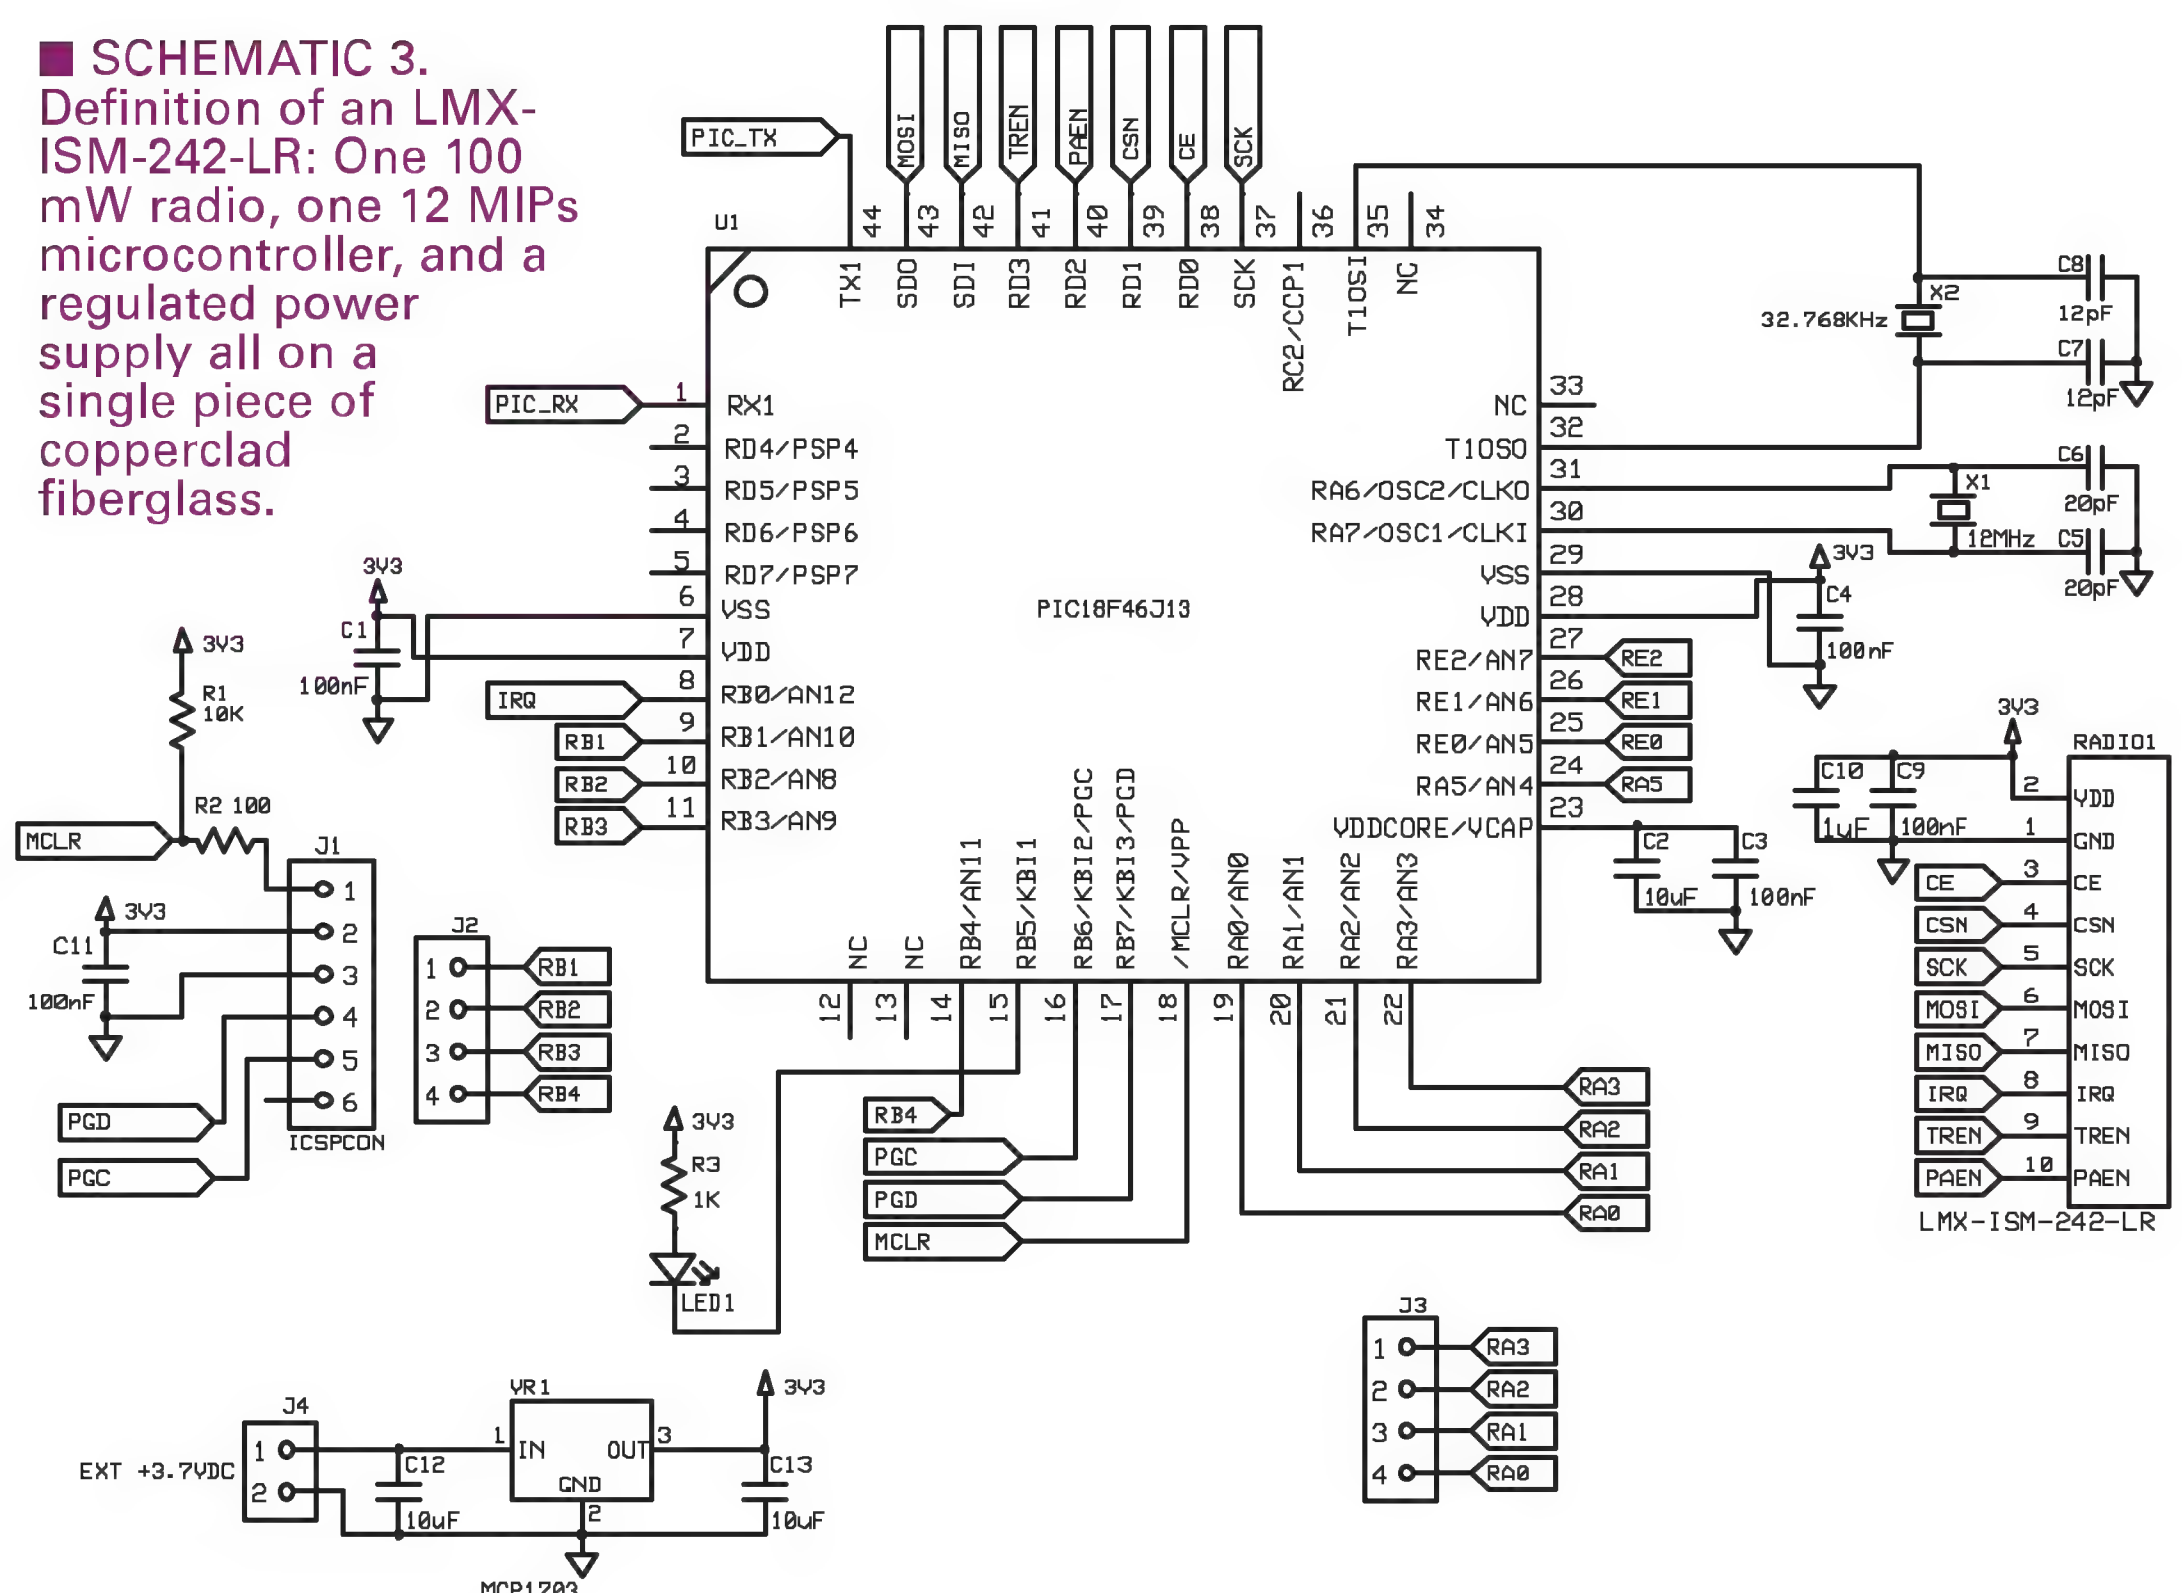 ■ SCHEMATIC 3.
Definition of an LMX-
ISM-242-LR: One 100
mW radio, one 12 MIPs
microcontroller, and a
regulated power
supply all on a
single piece of
copperclad
fiberglass.
PIC_TX
MOSI
MISO
TREN
PAEN
CSN
CE
SCK
U1
44
43
42
41
40
39
38
37
36
35
34
TX1
SDO
SDI
RD3
RD2
RD1
RD0
SCK
RC2/CCP1
T1OSI
NC
PIC_RX
1 RX1
2 RD4/PSP4
3 RD5/PSP5
4 RD6/PSP6
5 RD7/PSP7
6 VSS
7 VDD
IRQ 8 RB0/AN12
RB1 9 RB1/AN10
RB2 10 RB2/AN8
RB3 11 RB3/AN9
PIC18F46J13
NC 33
T1OSO 32
RA6/OSC2/CLKO 31
RA7/OSC1/CLKI 30
VSS 29
VDD 28
RE2/AN7 27 RE2
RE1/AN6 26 RE1
RE0/AN5 25 RE0
RA5/AN4 24 RA5
VDDCORE/VCAP 23
NC
NC
RB4/AN11
RB5/KBI1
RB6/KBI2/PGC
RB7/KBI3/PGD
/MCLR/VPP
RA0/AN0
RA1/AN1
RA2/AN2
RA3/AN3
12
13
14
15
16
17
18
19
20
21
22
32.768KHz
X2
C8
12pF
C7
12pF
C6
20pF
X1
12MHz
C5
20pF
3V3
C4
100nF
C2
10uF
C3
100nF
3V3
C1
100nF
3V3
R1
10K
R2 100
MCLR
J1
1
2
3
4
5
6
ICSPCON
3V3
C11
100nF
PGD
PGC
J2
1 RB1
2 RB2
3 RB3
4 RB4
3V3
R3
1K
LED1
RB4
PGC
PGD
MCLR
RA3
RA2
RA1
RA0
3V3
RADIO1
C10
1uF
C9
100nF
2 VDD
1 GND
CE 3 CE
CSN 4 CSN
SCK 5 SCK
MOSI 6 MOSI
MISO 7 MISO
IRQ 8 IRQ
TREN 9 TREN
PAEN 10 PAEN
LMX-ISM-242-LR
J3
1 RA3
2 RA2
3 RA1
4 RA0
J4
EXT +3.7VDC
1
2
C12
10uF
VR1
1 IN
OUT 3
GND
2
MCP1703
3V3
C13
10uF